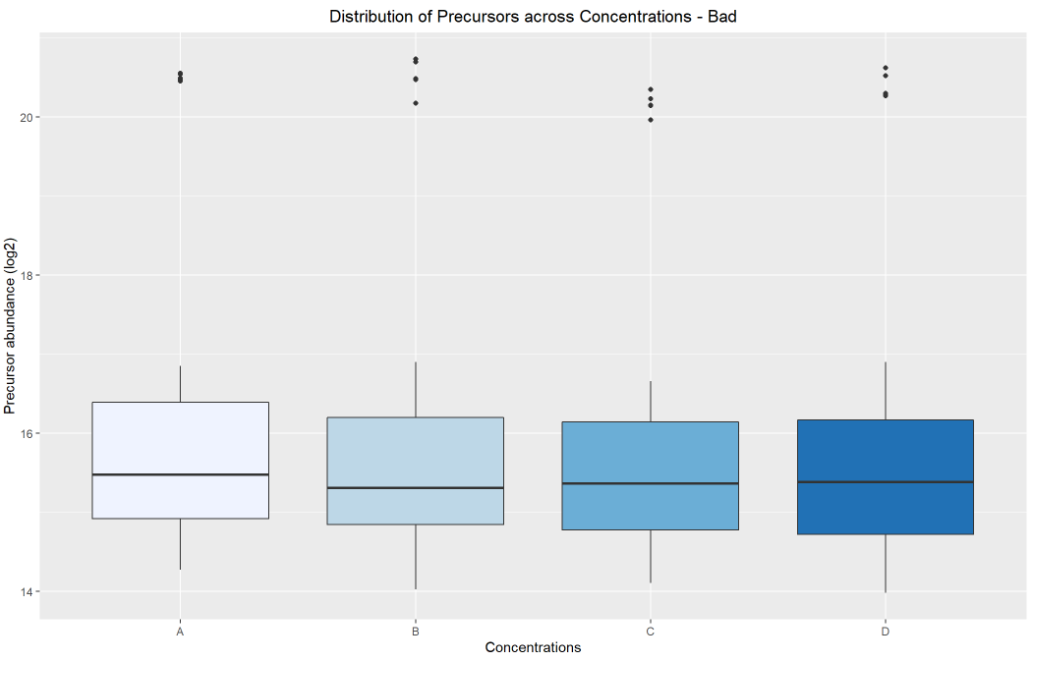 Distribution of Precursors across Concentrations - Bad
Precursor abundance (log2)
20
18
16
14
A B C D
Concentrations